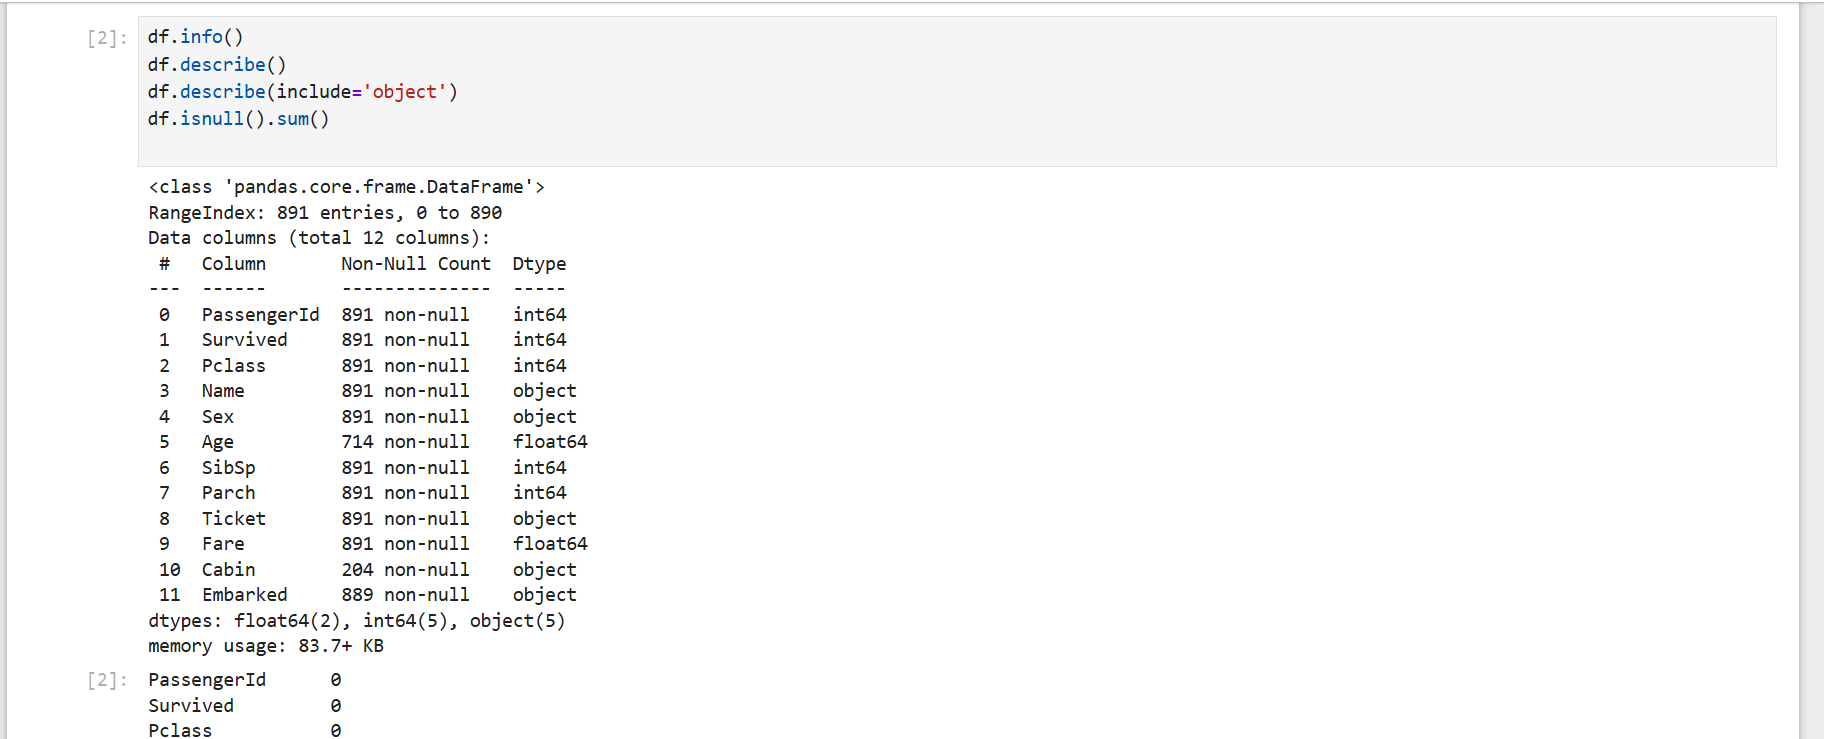 [2]: df.info()
df.describe()
df.describe(include='object')
df.isnull().sum()
<class 'pandas.core.frame.DataFrame'>
RangeIndex: 891 entries, 0 to 890
Data columns (total 12 columns):
 #   Column       Non-Null Count  Dtype
---  ------       --------------  -----
 0   PassengerId  891 non-null    int64
 1   Survived     891 non-null    int64
 2   Pclass       891 non-null    int64
 3   Name         891 non-null    object
 4   Sex          891 non-null    object
 5   Age          714 non-null    float64
 6   SibSp        891 non-null    int64
 7   Parch        891 non-null    int64
 8   Ticket       891 non-null    object
 9   Fare         891 non-null    float64
 10  Cabin        204 non-null    object
 11  Embarked     889 non-null    object
dtypes: float64(2), int64(5), object(5)
memory usage: 83.7+ KB
[2]: PassengerId      0
Survived         0
Pclass           0